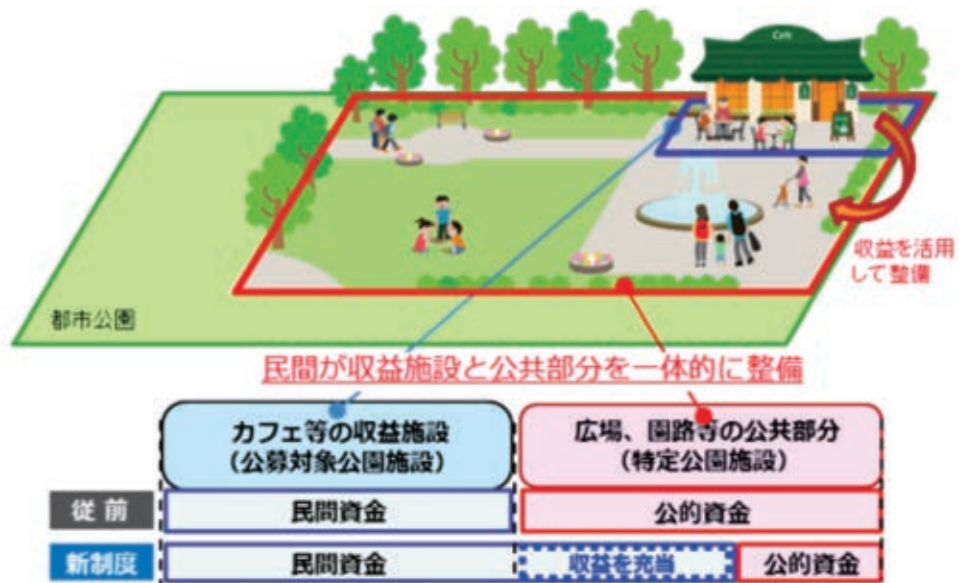 Cafe
収益を活用
して整備
都市公園
民間が収益施設と公共部分を一体的に整備
カフェ等の収益施設
(公募対象公園施設)
広場、園路等の公共部分
(特定公園施設)
従前
民間資金
公的資金
新制度
民間資金
収益を充当
公的資金